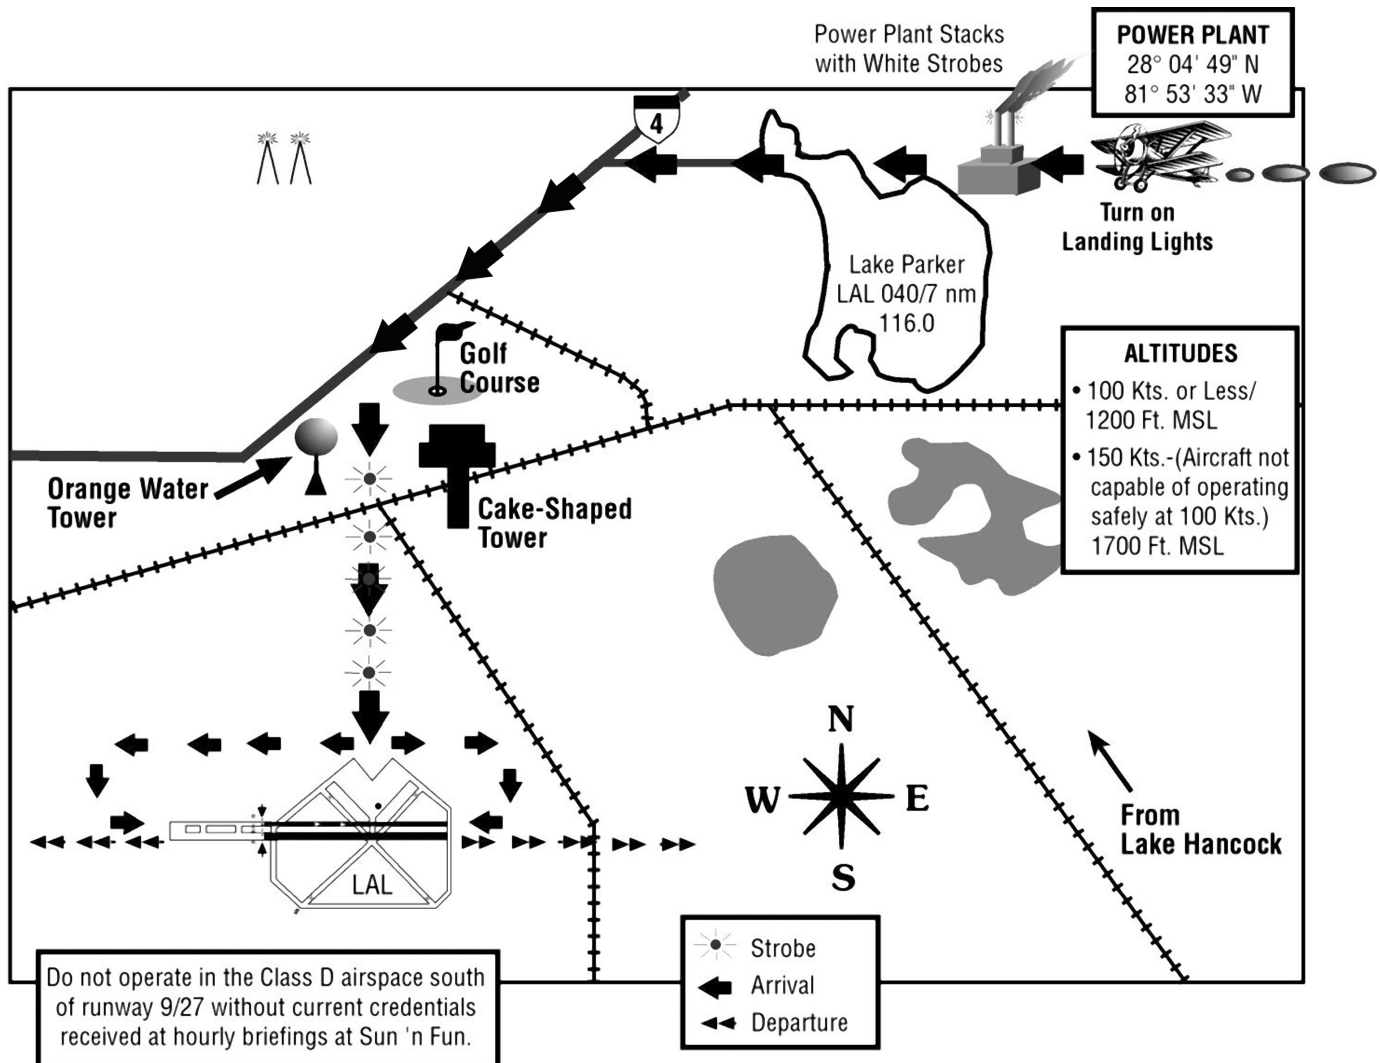 Power Plant Stacks
with White Strobes
POWER PLANT
28° 04' 49" N
81° 53' 33" W
4
Turn on
Landing Lights
Lake Parker
LAL 040/7 nm
116.0
ALTITUDES
• 100 Kts. or Less/
1200 Ft. MSL
• 150 Kts.-(Aircraft not
capable of operating
safely at 100 Kts.)
1700 Ft. MSL
Golf
Course
Orange Water
Tower
Cake-Shaped
Tower
N
W E
S
From
Lake Hancock
LAL
Strobe
Arrival
Departure
Do not operate in the Class D airspace south
of runway 9/27 without current credentials
received at hourly briefings at Sun 'n Fun.